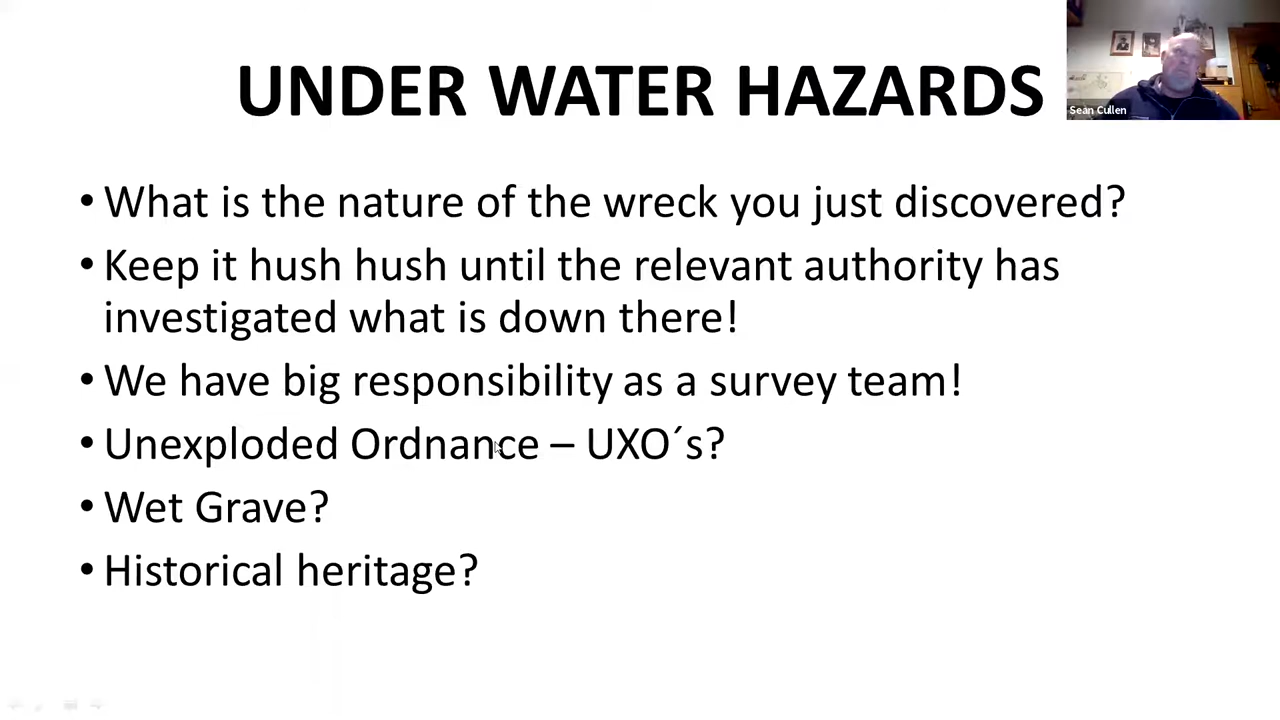 UNDER WATER HAZARDS
Sean Cullen
• What is the nature of the wreck you just discovered?
• Keep it hush hush until the relevant authority has
investigated what is down there!
• We have big responsibility as a survey team!
• Unexploded Ordnance – UXO´s?
• Wet Grave?
• Historical heritage?